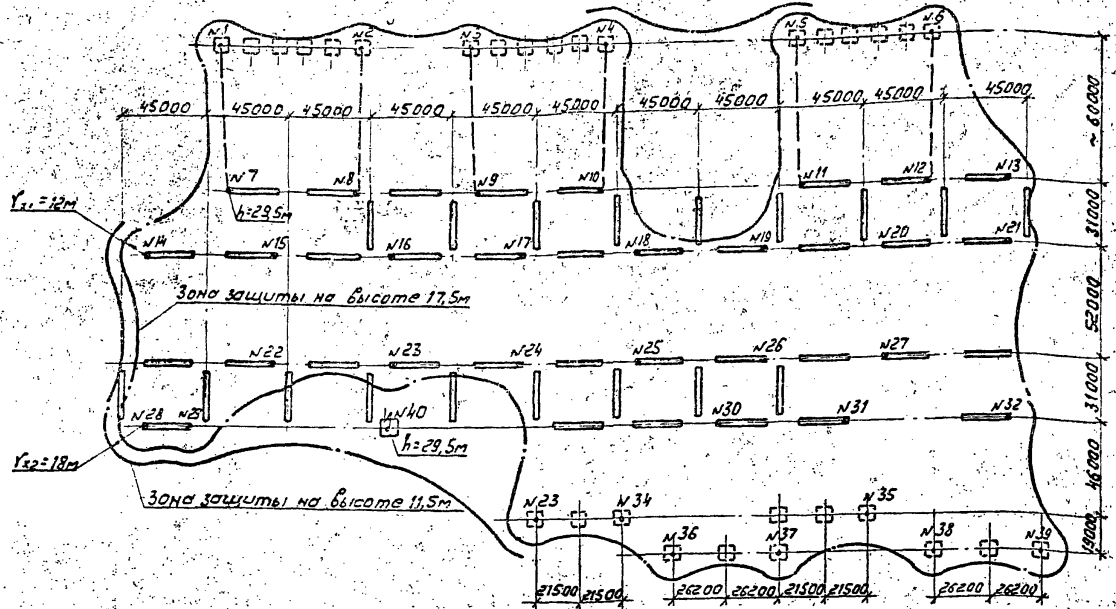 N1 N2 N3 N4 N5 N6
45000 45000 45000 45000 45000 45000 45000 45000 45000 45000 45000
~ 60000
N7 N8 N9 N10 N11 N12 N13
h=29,5м
31000
rx1 = 12м
N14 N15 N16 N17 N18 N19 N20 N21
Зона защиты на высоте 17,5м
52000
N22 N23 N24 N25 N26 N27
31000
N28 N29 N40 N30 N31 N32
h=29,5м
rx2=18м
46000
Зона защиты на высоте 11,5м
N23 N34 N35
N36 N37 N38 N39
19000
21500 21500 26200 26200 21500 21500 26200 26200